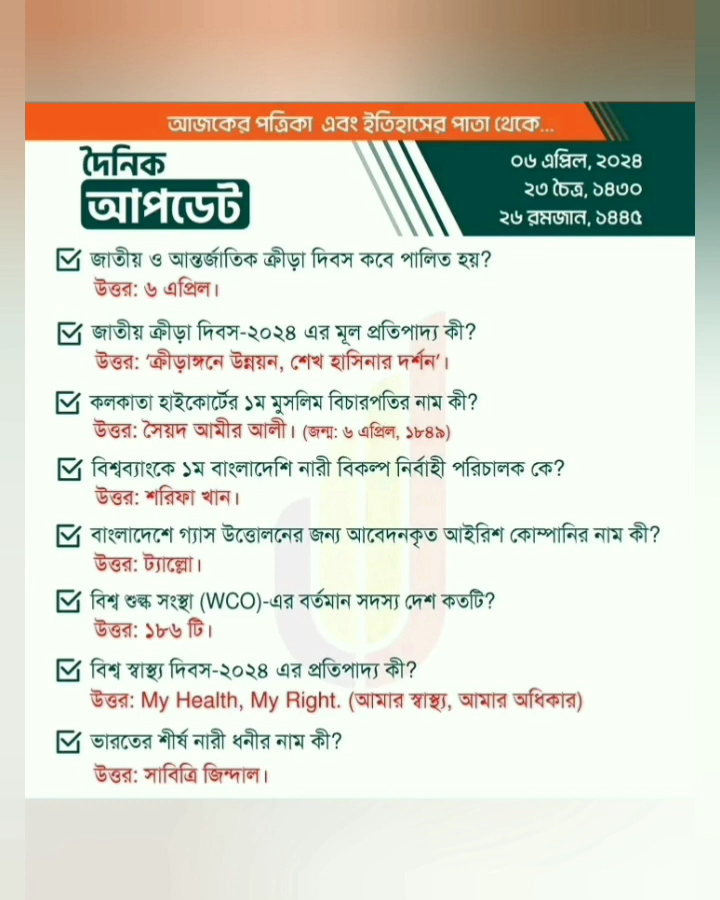 আজকের পত্রিকা এবং ইতিহাসের পাতা থেকে...
দৈনিক
আপডেট
০৬ এপ্রিল, ২০২৪
২৩ চৈত্র, ১৪৩০
২৬ রমজান, ১৪৪৫
জাতীয় ও আন্তর্জাতিক ক্রীড়া দিবস কবে পালিত হয়?
উত্তর: ৬ এপ্রিল।
জাতীয় ক্রীড়া দিবস-২০২৪ এর মূল প্রতিপাদ্য কী?
উত্তর: ‘ক্রীড়াঙ্গনে উন্নয়ন, শেখ হাসিনার দর্শন’।
কলকাতা হাইকোর্টের ১ম মুসলিম বিচারপতির নাম কী?
উত্তর: সৈয়দ আমীর আলী। (জন্ম: ৬ এপ্রিল, ১৮৪৯)
বিশ্বব্যাংকে ১ম বাংলাদেশি নারী বিকল্প নির্বাহী পরিচালক কে?
উত্তর: শরিফা খান।
বাংলাদেশে গ্যাস উত্তোলনের জন্য আবেদনকৃত আইরিশ কোম্পানির নাম কী?
উত্তর: ট্যাল্লো।
বিশ্ব শুল্ক সংস্থা (WCO)-এর বর্তমান সদস্য দেশ কতটি?
উত্তর: ১৮৬ টি।
বিশ্ব স্বাস্থ্য দিবস-২০২৪ এর প্রতিপাদ্য কী?
উত্তর: My Health, My Right. (আমার স্বাস্থ্য, আমার অধিকার)
ভারতের শীর্ষ নারী ধনীর নাম কী?
উত্তর: সাবিত্রি জিন্দাল।